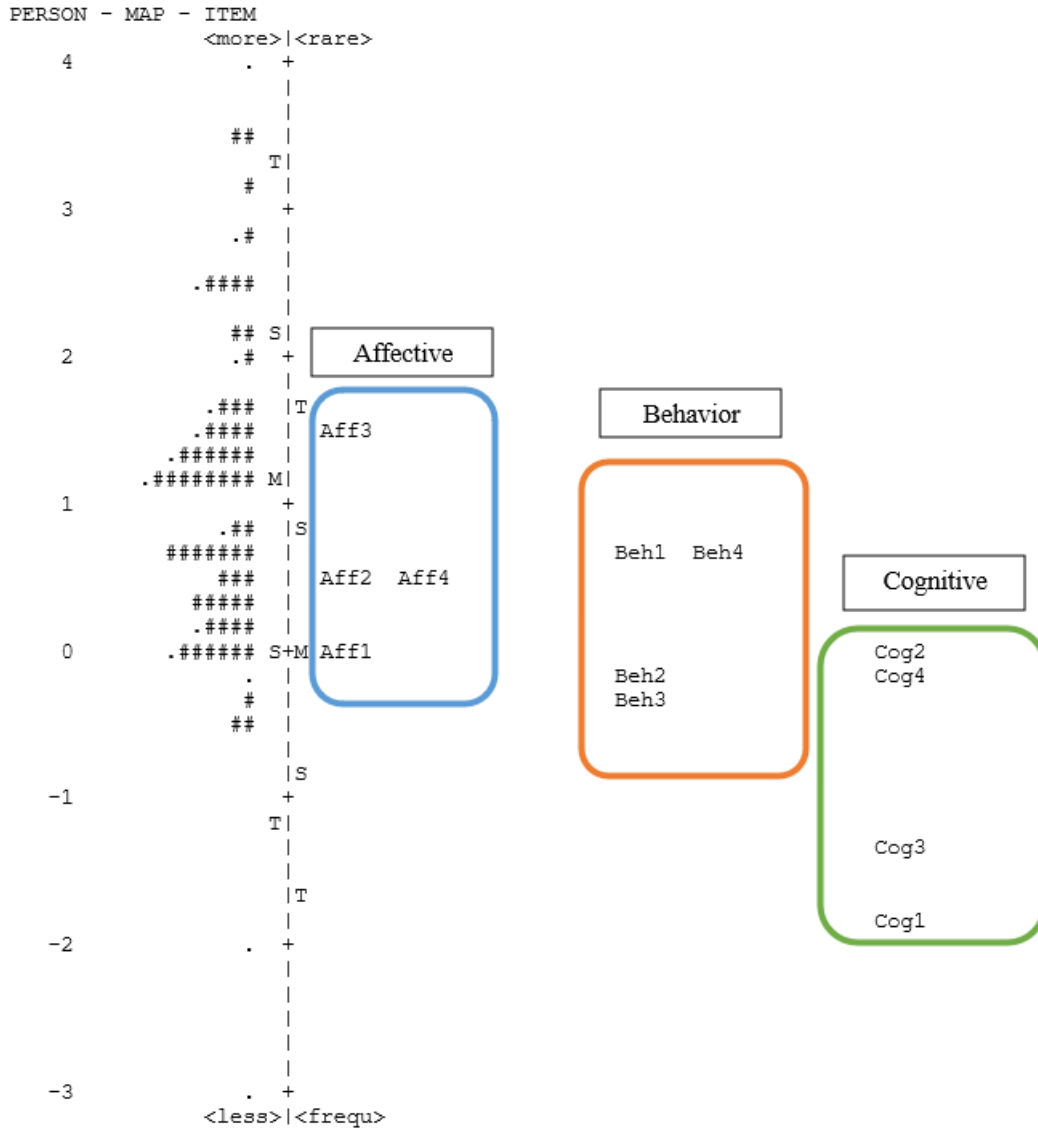 PERSON - MAP - ITEM
<more>|<rare>
4 . +
|
|
## |
T|
# |
3 +
.# |
|
.#### |
|
## S|
Affective
2 .# +
|
.### |T
.#### | Aff3
Behavior
.###### |
.######## M|
1 +
.## |S
####### | Beh1 Beh4
### | Aff2 Aff4
Cognitive
##### |
.#### |
0 .###### S+M Aff1 Cog2
. | Beh2 Cog4
# | Beh3
## |
|
|S
-1 +
T|
| Cog3
|
|T
| Cog1
-2 . +
|
|
|
|
|
-3 . +
<less>|<frequ>